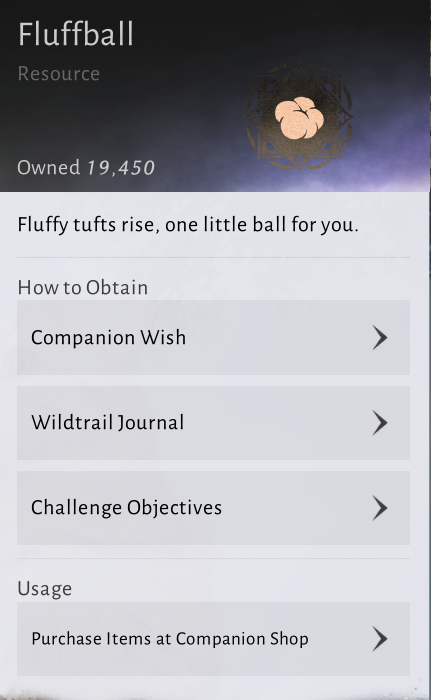 Fluffball
Resource
Owned 19,450
Fluffy tufts rise, one little ball for you.
How to Obtain
Companion Wish
Wildtrail Journal
Challenge Objectives
Usage
Purchase Items at Companion Shop